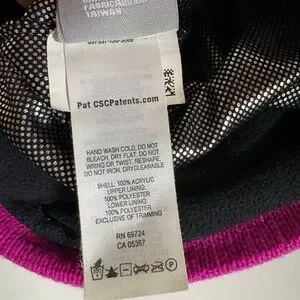 TAIWAN
Pat CSCPatents.com
HAND WASH COLD, DO NOT
BLEACH, DRY FLAT, DO NOT
WRING OR TWIST, RESHAPE,
DO NOT IRON, DRYCLEANABLE
SHELL: 100% ACRYLIC
UPPER LINING:
100% POLYESTER
LOWER LINING:
100% POLYESTER
EXCLUSIVE OF TRIMMING
RN 69724
CA 05367